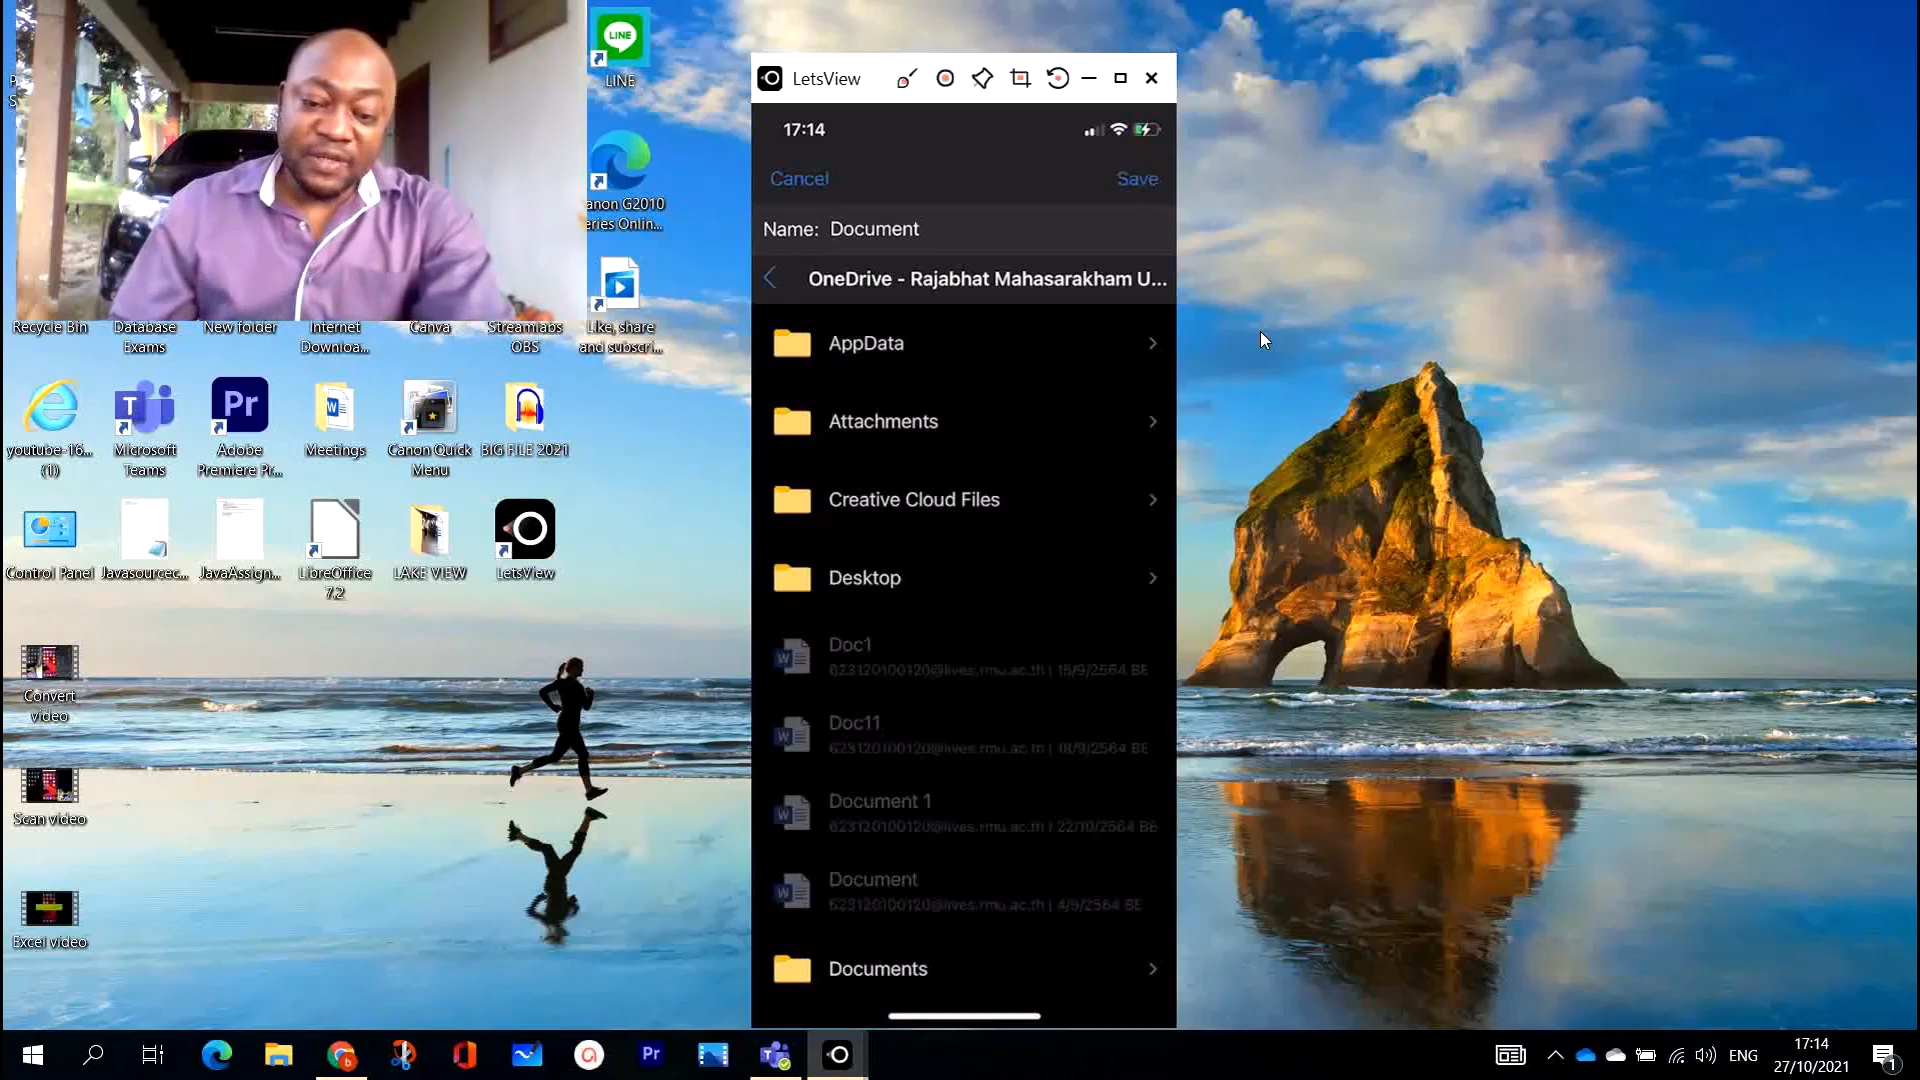 LINE
Canon G2010
series Onlin...
Recycle Bin
Database
Exams
New folder
Internet
Downloa...
Canva
Streamlabs
OBS
Like, share
and subscri...
youtube-16...
(1)
Microsoft
Teams
Adobe
Premiere Pr...
Meetings
Canon Quick
Menu
BIG FILE 2021
Control Panel
Javasourcec...
JavaAssign...
LibreOffice
7.2
LAKE VIEW
LetsView
Convert
video
Scan video
Excel video
LetsView
17:14
Cancel
Save
Name: Document
OneDrive - Rajabhat Mahasarakham U...
AppData
Attachments
Creative Cloud Files
Desktop
Doc1
623120100120@lives.rmu.ac.th | 15/9/2564 BE
Doc11
623120100120@lives.rmu.ac.th | 18/9/2564 BE
Document 1
623120100120@lives.rmu.ac.th | 22/10/2564 BE
Document
623120100120@lives.rmu.ac.th | 4/9/2564 BE
Documents
ENG
17:14
27/10/2021
1